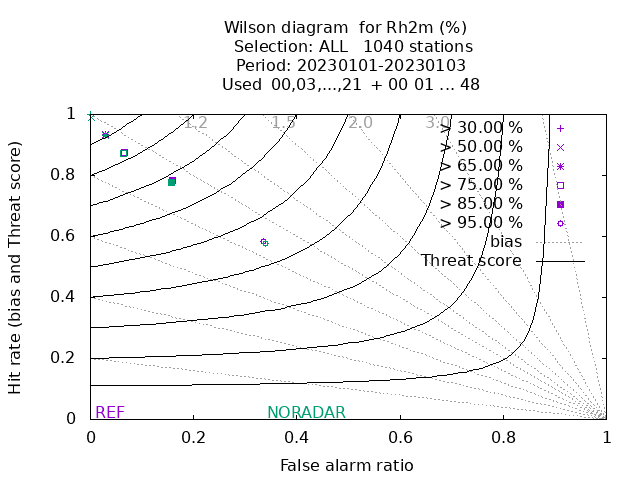 Wilson diagram  for Rh2m (%)
Selection: ALL   1040 stations
Period: 20230101-20230103
Used  00,03,...,21  + 00 01 ... 48
1.2
1.5
2.0
3.0
> 30.00 %
> 50.00 %
> 65.00 %
> 75.00 %
> 85.00 %
> 95.00 %
bias
Threat score
Hit rate (bias and Threat score)
1
0.8
0.6
0.4
0.2
0
REF
NORADAR
0
0.2
0.4
0.6
0.8
1
False alarm ratio